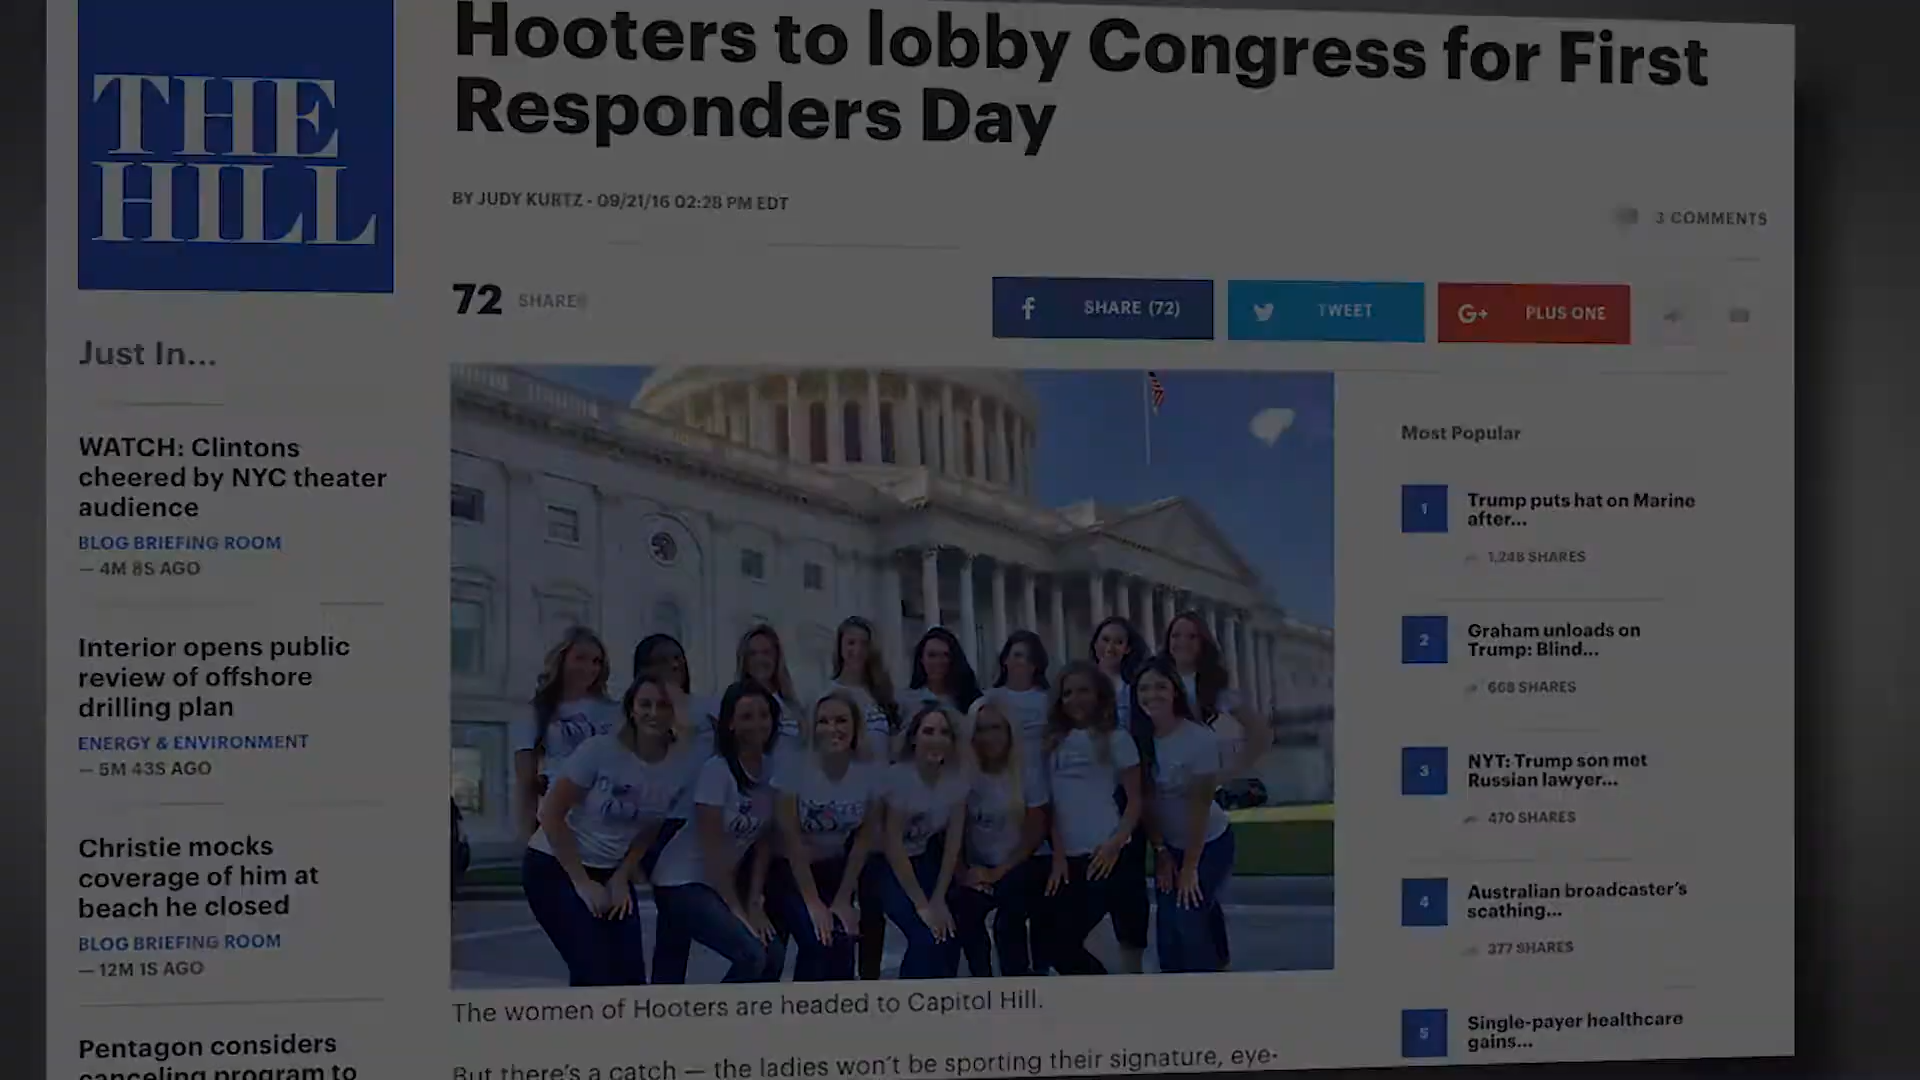 THE
HILL
Hooters to lobby Congress for First
Responders Day
BY JUDY KURTZ - 09/21/16 02:28 PM EDT
3 COMMENTS
72 SHARES
SHARE (72)
TWEET
G+ PLUS ONE
Just In...
WATCH: Clintons
cheered by NYC theater
audience
BLOG BRIEFING ROOM
— 4M 8S AGO
Interior opens public
review of offshore
drilling plan
ENERGY & ENVIRONMENT
— 5M 43S AGO
Christie mocks
coverage of him at
beach he closed
BLOG BRIEFING ROOM
— 12M 1S AGO
Pentagon considers
canceling program to
The women of Hooters are headed to Capitol Hill.
But there's a catch — the ladies won't be sporting their signature, eye-
Most Popular
1
Trump puts hat on Marine
after...
1,248 SHARES
2
Graham unloads on
Trump: Blind...
668 SHARES
3
NYT: Trump son met
Russian lawyer...
470 SHARES
4
Australian broadcaster's
scathing...
377 SHARES
5
Single-payer healthcare
gains...